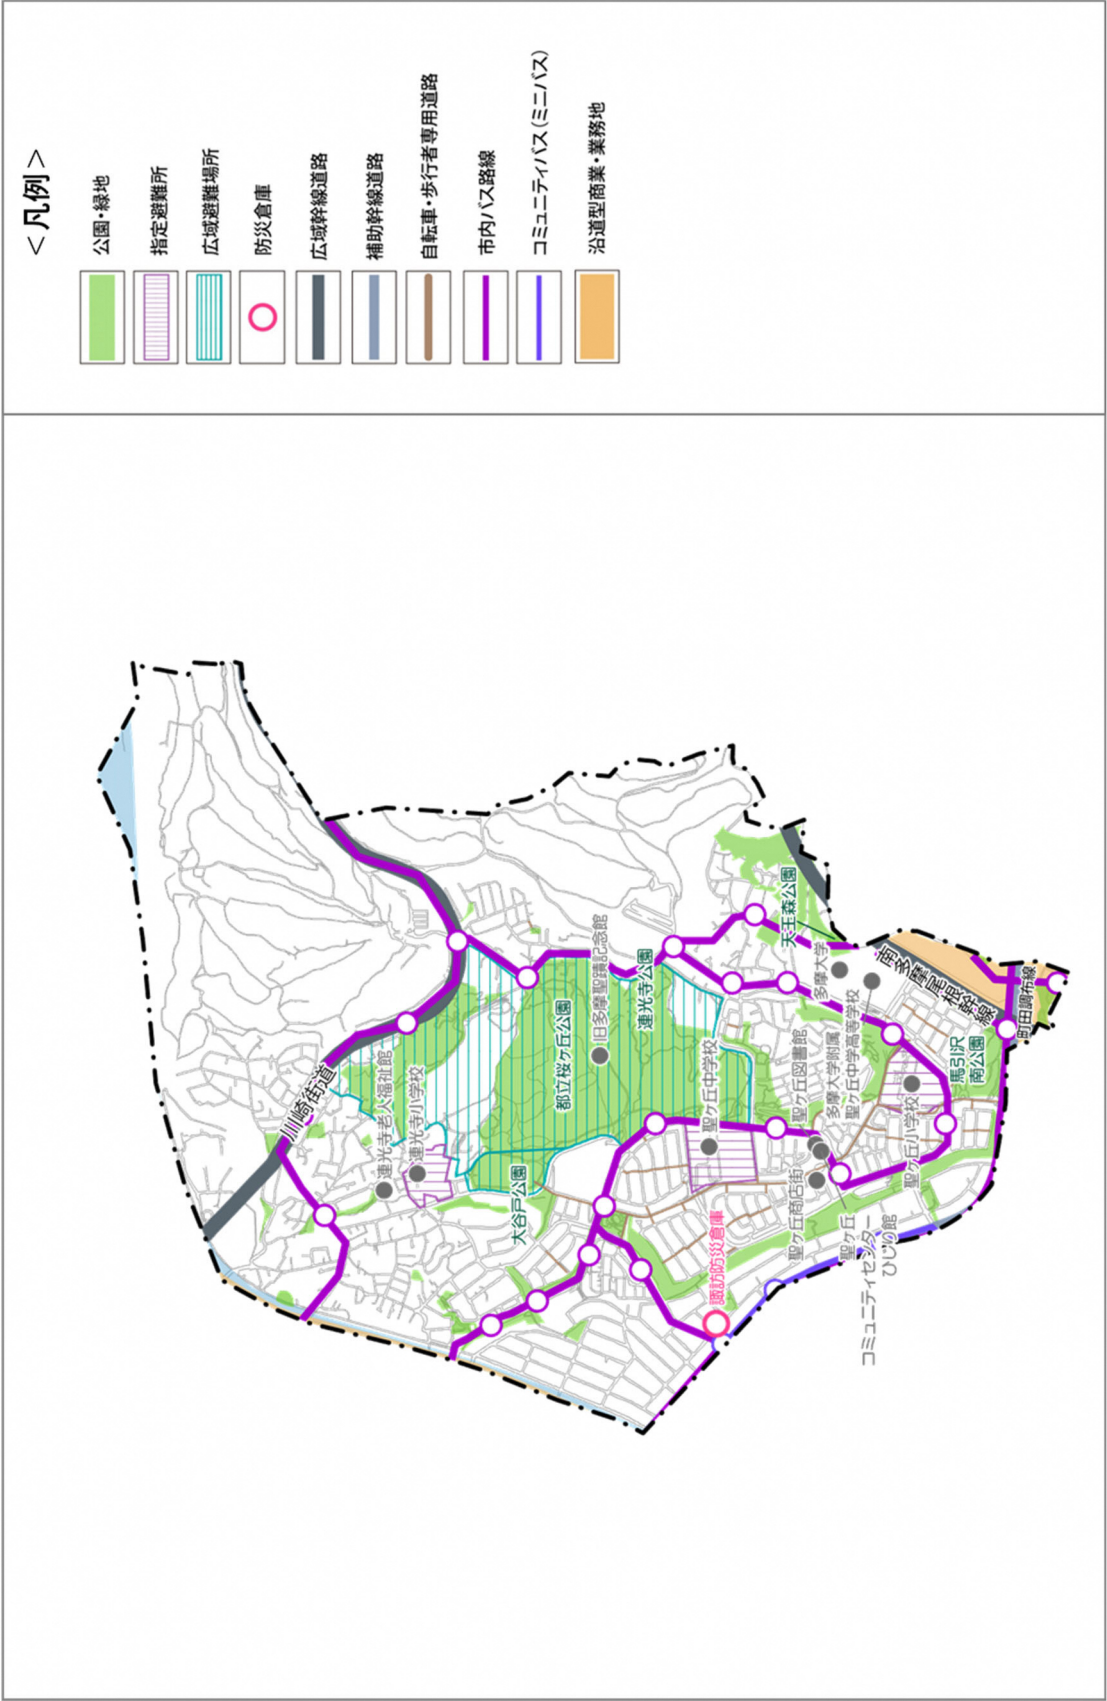 ＜凡例＞
公園・緑地
指定避難所
広域避難場所
防災倉庫
広域幹線道路
補助幹線道路
自転車・歩行者専用道路
市内バス路線
コミュニティバス（ミニバス）
沿道型商業・業務地
川崎街道
連光寺老人福祉館
連光寺小学校
大谷戸公園
都立桜ヶ丘公園
旧多摩聖蹟記念館
連光寺公園
聖ヶ丘中学校
諏訪防災倉庫
天王森公園
多摩大学
聖ヶ丘図書館
多摩大学附属
聖ヶ丘中学高等学校
聖ヶ丘商店街
聖ヶ丘
コミュニティセンター
ひじり館
聖ヶ丘小学校
馬引沢
南公園
南多摩尾根幹線
町田調布線